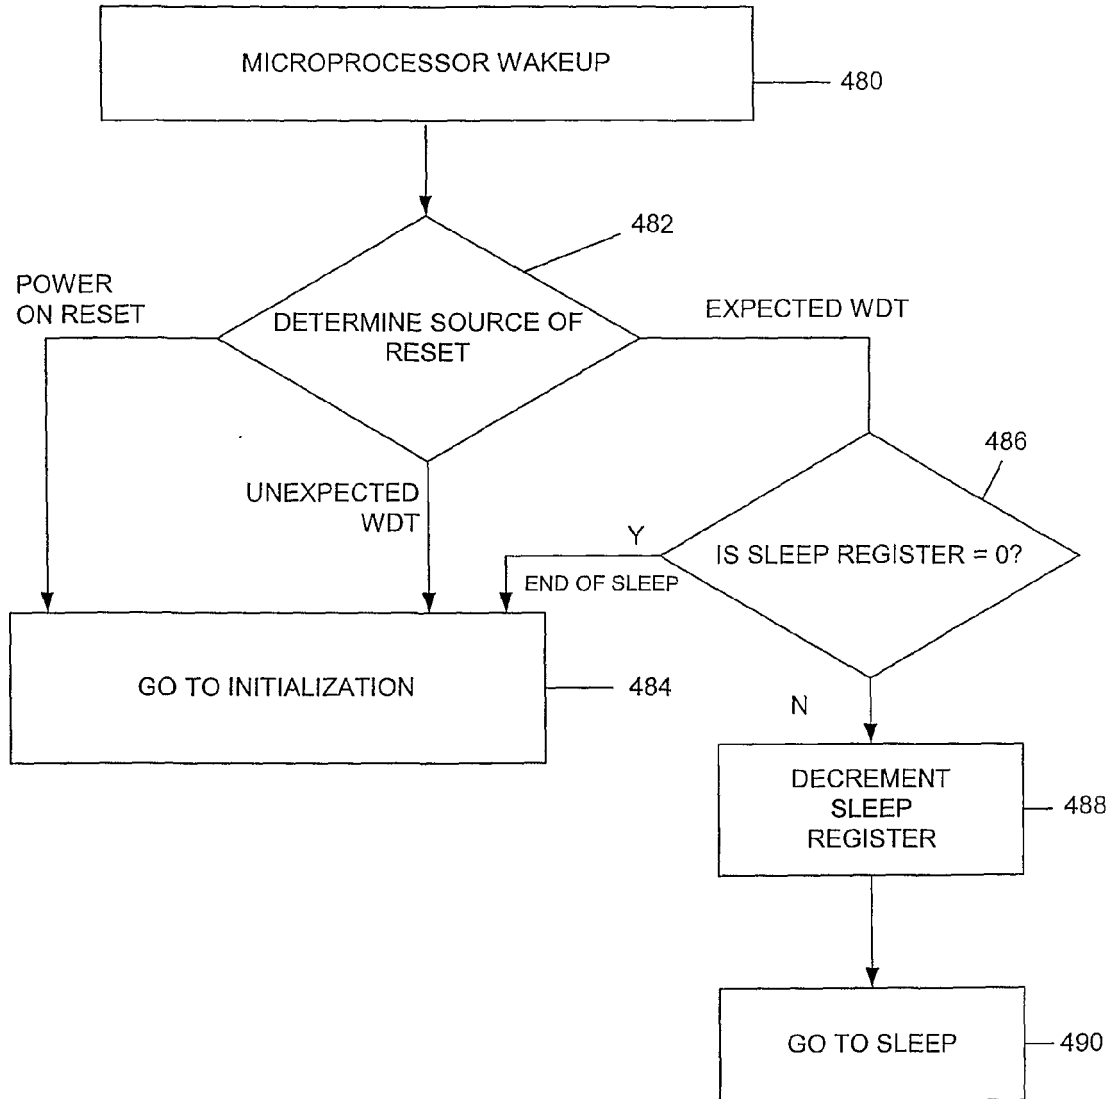 MICROPROCESSOR WAKEUP
480
482
POWER
ON RESET
DETERMINE SOURCE OF
RESET
EXPECTED WDT
486
UNEXPECTED
WDT
Y
END OF SLEEP
IS SLEEP REGISTER = 0?
GO TO INITIALIZATION
484
N
DECREMENT
SLEEP
REGISTER
488
GO TO SLEEP
490